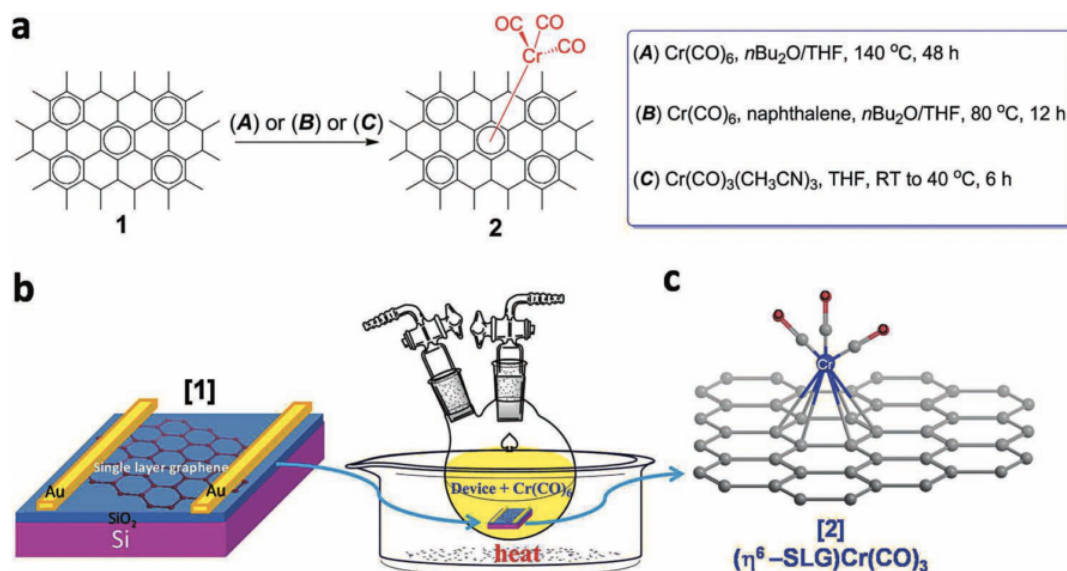 a
OC CO
CO
Cr
(A) or (B) or (C)
1
2
(A) Cr(CO)6, nBu2O/THF, 140 °C, 48 h
(B) Cr(CO)6, naphthalene, nBu2O/THF, 80 °C, 12 h
(C) Cr(CO)3(CH3CN)3, THF, RT to 40 °C, 6 h
b
[1]
Single layer graphene
Au
Au
SiO2
Si
Device + Cr(CO)6
heat
c
Cr
[2]
(η6 –SLG)Cr(CO)3